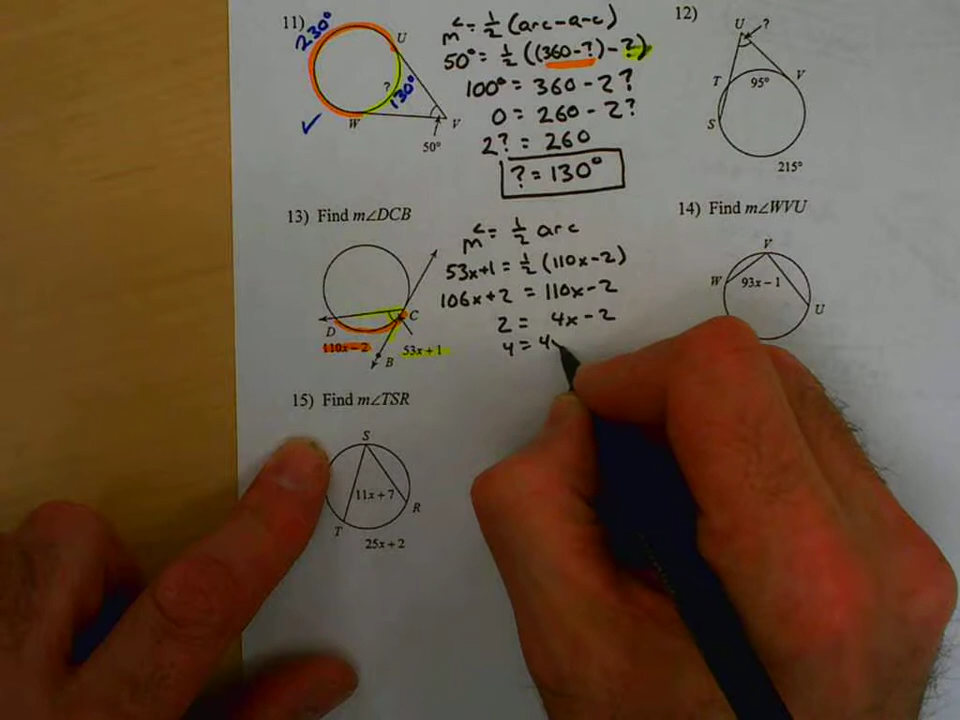 11)
230°
U
?
130°
✓
W
V
50°
m∠ = 1/2 (arc - arc)
50° = 1/2 ((360 - ?) - ?)
100° = 360 - 2?
0 = 260 - 2?
2? = 260
? = 130°
12)
U
?
T
95°
V
S
215°
13) Find m∠DCB
D
C
110x - 2
53x + 1
B
m∠ = 1/2 arc
53x+1 = 1/2 (110x - 2)
106x + 2 = 110x - 2
2 = 4x - 2
4 = 4x
14) Find m∠WVU
V
W
93x - 1
U
15) Find m∠TSR
S
11x + 7
R
T
25x + 2